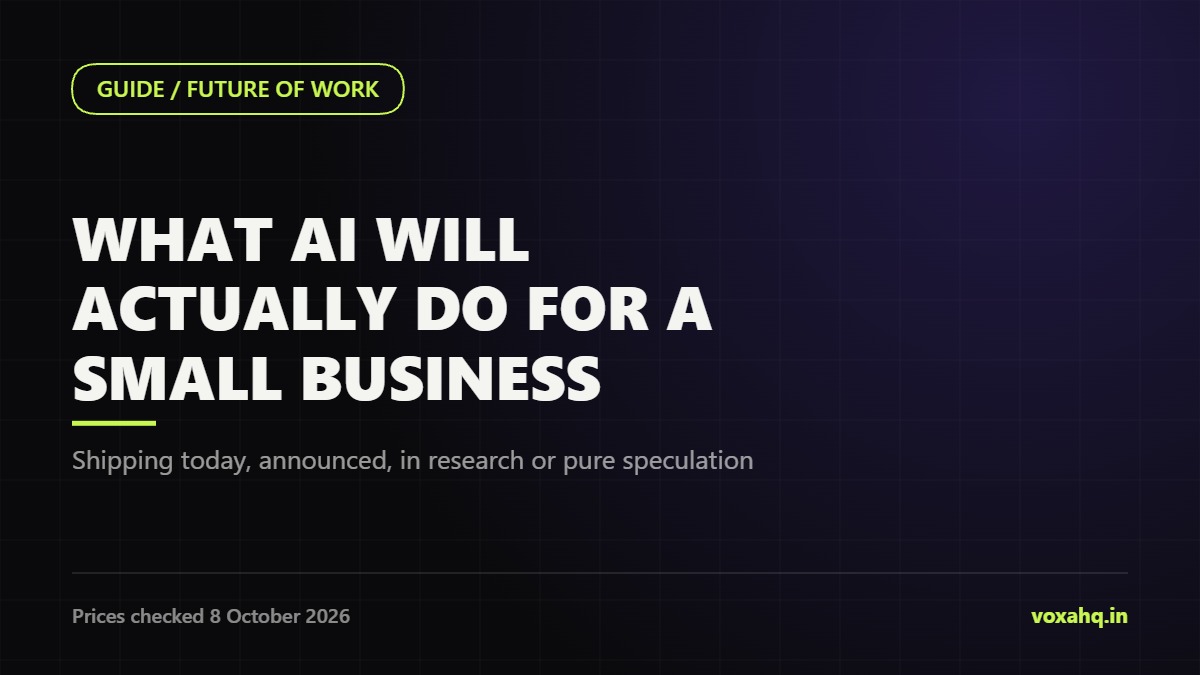 GUIDE / FUTURE OF WORK
WHAT AI WILL
ACTUALLY DO FOR A
SMALL BUSINESS
Shipping today, announced, in research or pure speculation
Prices checked 8 October 2026
voxahq.in